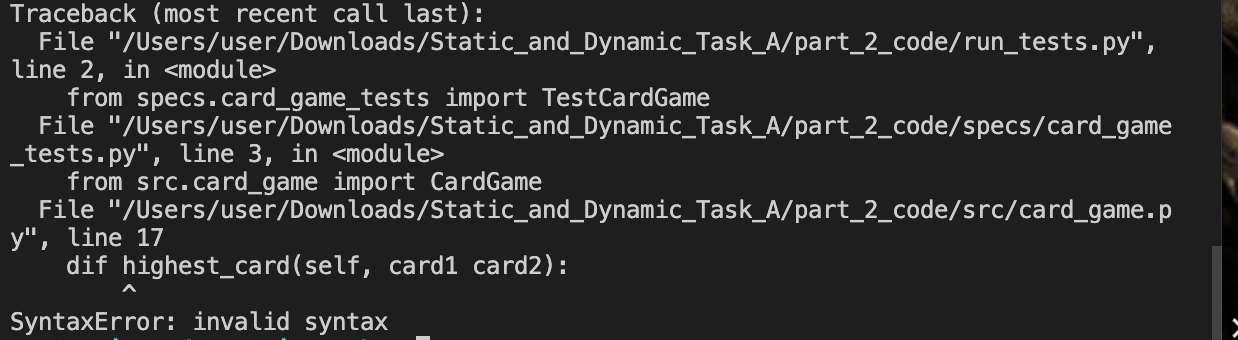 Traceback (most recent call last):
  File "/Users/user/Downloads/Static_and_Dynamic_Task_A/part_2_code/run_tests.py",
line 2, in <module>
    from specs.card_game_tests import TestCardGame
  File "/Users/user/Downloads/Static_and_Dynamic_Task_A/part_2_code/specs/card_game
_tests.py", line 3, in <module>
    from src.card_game import CardGame
  File "/Users/user/Downloads/Static_and_Dynamic_Task_A/part_2_code/src/card_game.p
y", line 17
    dif highest_card(self, card1 card2):
        ^
SyntaxError: invalid syntax